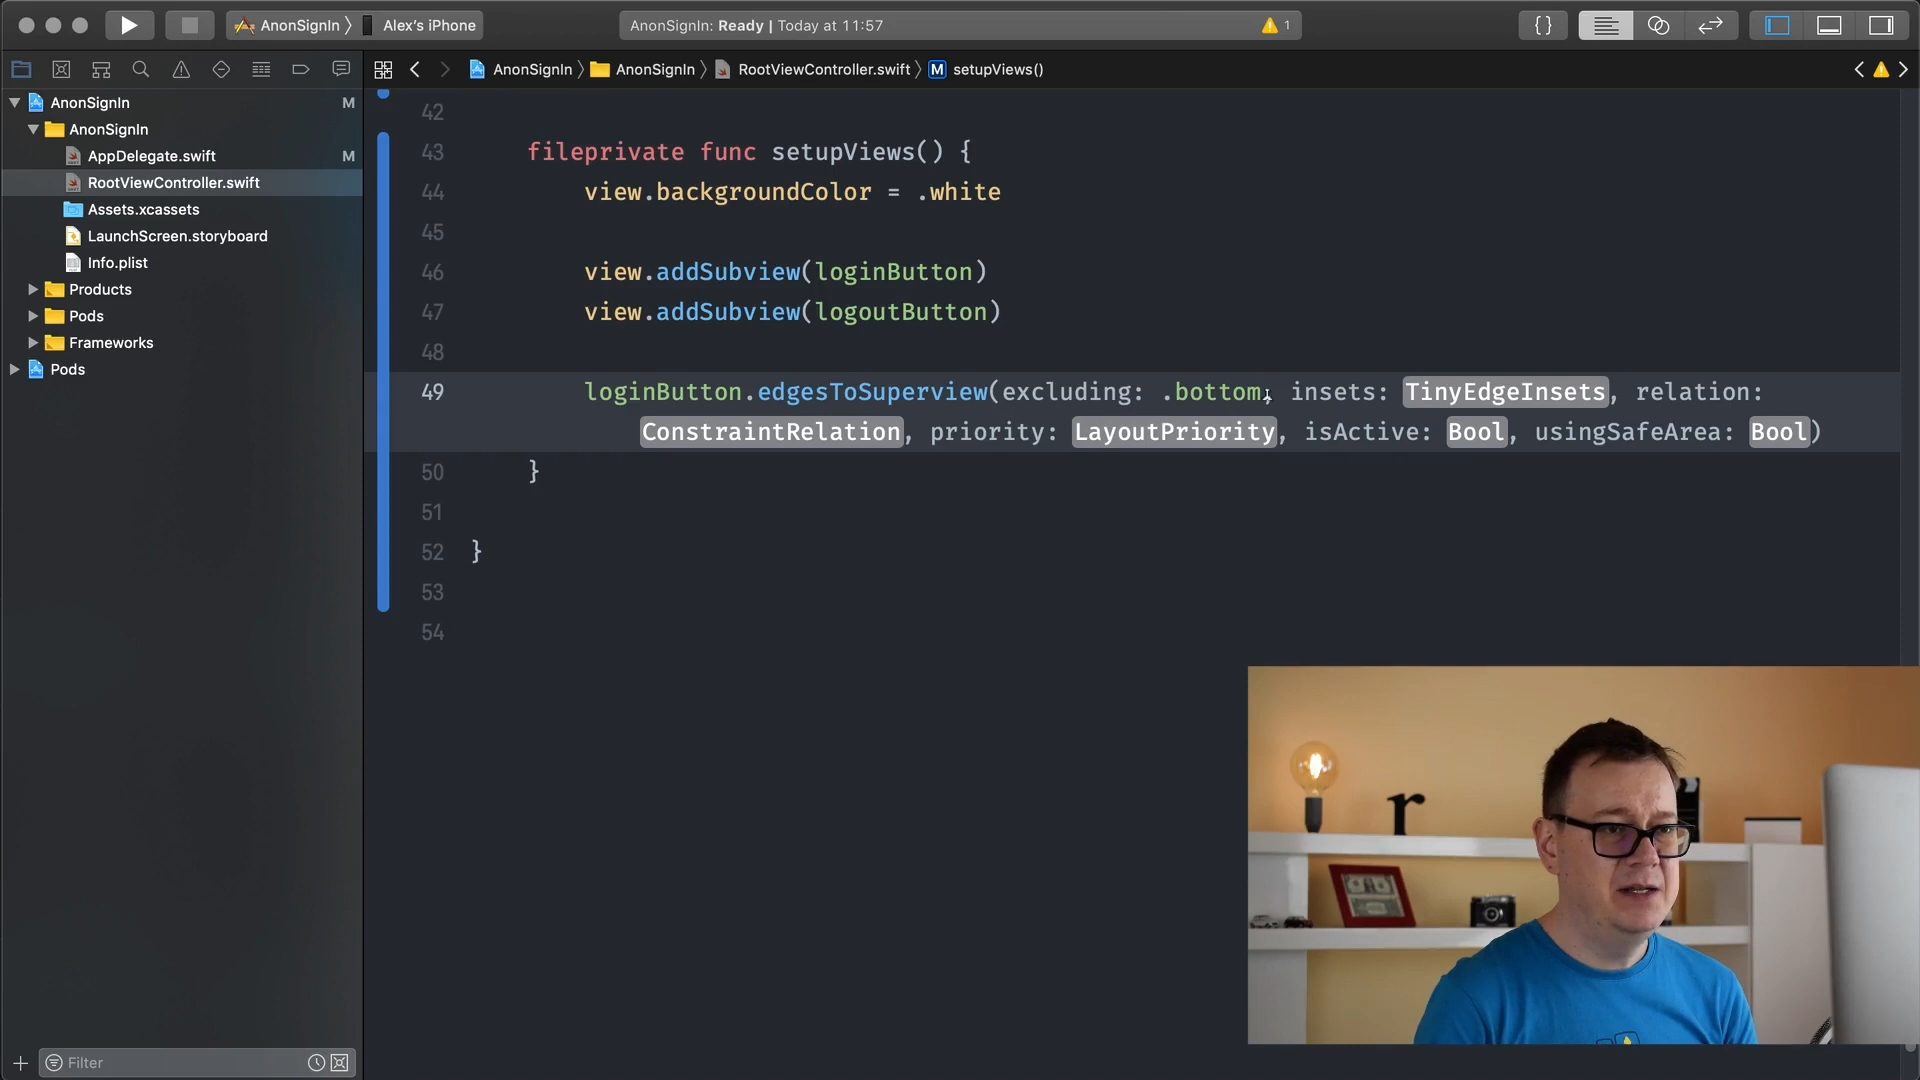 AnonSignIn
Alex's iPhone
AnonSignIn: Ready | Today at 11:57
1
{}
AnonSignIn
AnonSignIn
RootViewController.swift
M
setupViews()
AnonSignIn
M
AnonSignIn
AppDelegate.swift
M
RootViewController.swift
Assets.xcassets
LaunchScreen.storyboard
Info.plist
Products
Pods
Frameworks
Pods
42
43 fileprivate func setupViews() {
44 view.backgroundColor = .white
45
46 view.addSubview(loginButton)
47 view.addSubview(logoutButton)
48
49 loginButton.edgesToSuperview(excluding: .bottom, insets: TinyEdgeInsets, relation:
ConstraintRelation, priority: LayoutPriority, isActive: Bool, usingSafeArea: Bool)
50 }
51
52 }
53
54
r
Filter